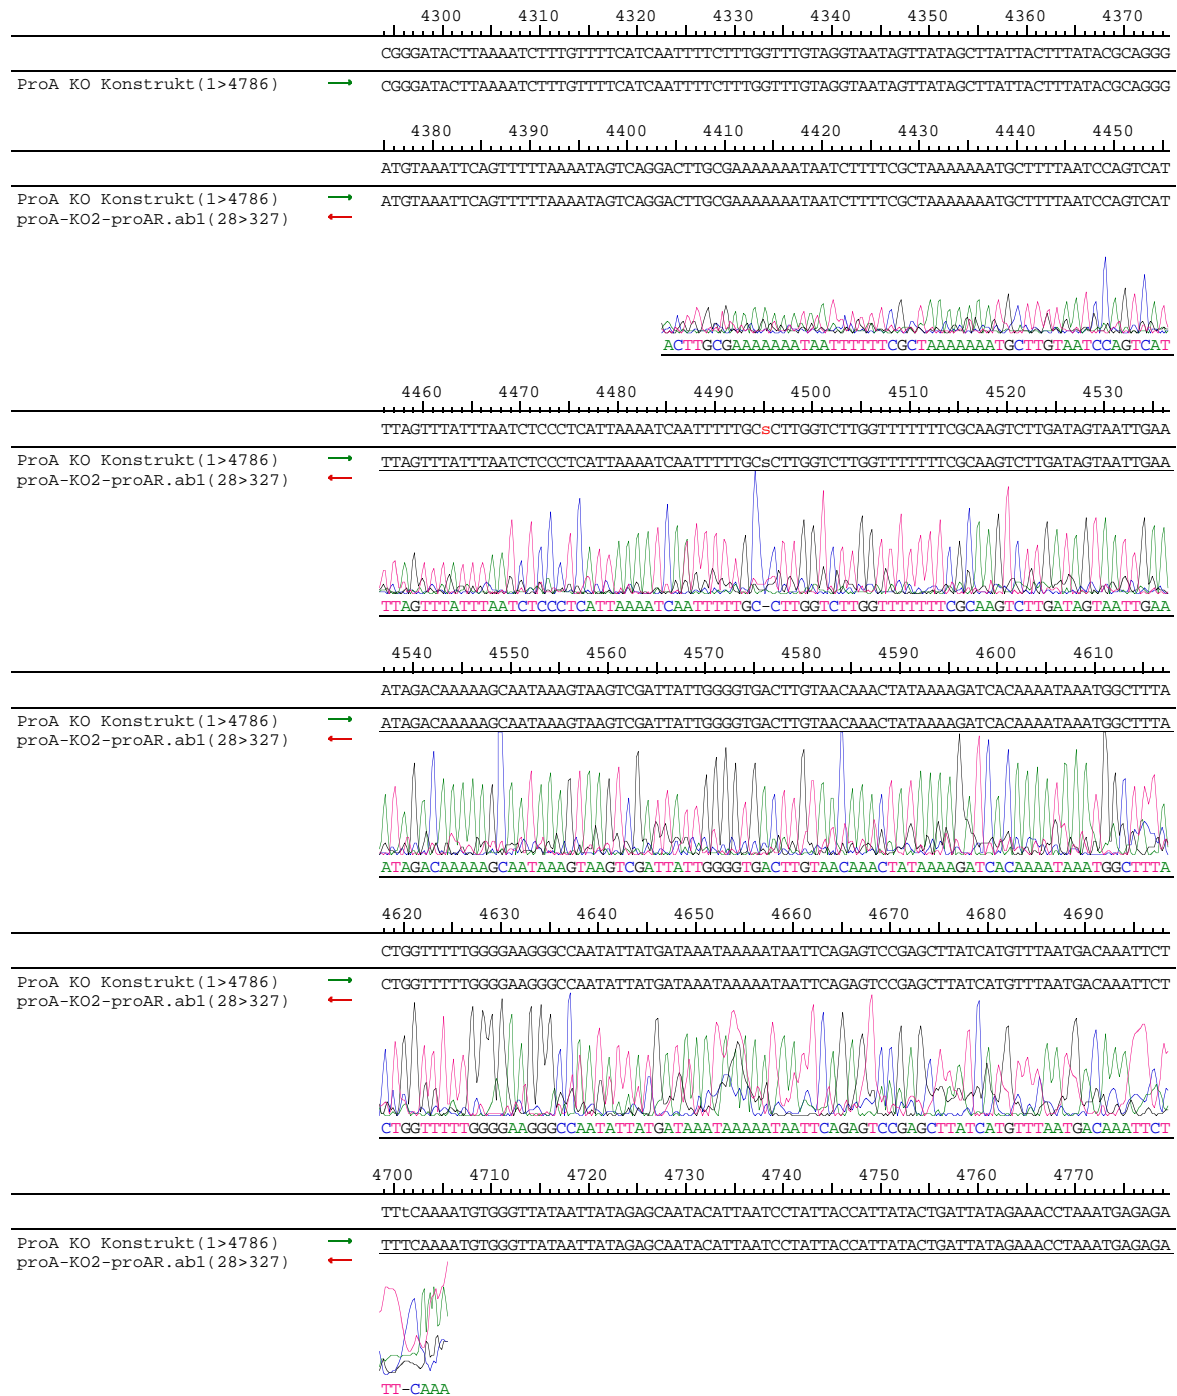 4300 4310 4320 4330 4340 4350 4360 4370
CGGGATACTTAAAATCTTTGTTTTCATCAATTTTCTTTGGTTTGTAGGTAATAGTTATAGCTTATTACTTTATACGCAGGG
ProA KO Konstrukt(1>4786) → CGGGATACTTAAAATCTTTGTTTTCATCAATTTTCTTTGGTTTGTAGGTAATAGTTATAGCTTATTACTTTATACGCAGGG
4380 4390 4400 4410 4420 4430 4440 4450
ATGTAAATTCAGTTTTTAAAATAGTCAGGACTTGCGAAAAAAATAATCTTTTCGCTAAAAAAATGCTTTTAATCCAGTCAT
ProA KO Konstrukt(1>4786) → ATGTAAATTCAGTTTTTAAAATAGTCAGGACTTGCGAAAAAAATAATCTTTTCGCTAAAAAAATGCTTTTAATCCAGTCAT
proA-KO2-proAR.ab1(28>327) ←
ACTTGCGAAAAAAATAATTTTTTCGCTAAAAAAATGCTTGTAATCCAGTCAT
4460 4470 4480 4490 4500 4510 4520 4530
TTAGTTTATTTAATCTCCCTCATTAAAATCAATTTTTGCsCTTGGTCTTGGTTTTTTTCGCAAGTCTTGATAGTAATTGAA
ProA KO Konstrukt(1>4786) → TTAGTTTATTTAATCTCCCTCATTAAAATCAATTTTTGCsCTTGGTCTTGGTTTTTTTCGCAAGTCTTGATAGTAATTGAA
proA-KO2-proAR.ab1(28>327) ←
TTAGTTTATTTAATCTCCCTCATTAAAATCAATTTTTGC-CTTGGTCTTGGTTTTTTTCGCAAGTCTTGATAGTAATTGAA
4540 4550 4560 4570 4580 4590 4600 4610
ATAGACAAAAAGCAATAAAGTAAGTCGATTATTGGGGTGACTTGTAACAAACTATAAAAGATCACAAAATAAATGGCTTTA
ProA KO Konstrukt(1>4786) → ATAGACAAAAAGCAATAAAGTAAGTCGATTATTGGGGTGACTTGTAACAAACTATAAAAGATCACAAAATAAATGGCTTTA
proA-KO2-proAR.ab1(28>327) ←
ATAGACAAAAAGCAATAAAGTAAGTCGATTATTGGGGTGACTTGTAACAAACTATAAAAGATCACAAAATAAATGGCTTTA
4620 4630 4640 4650 4660 4670 4680 4690
CTGGTTTTTGGGGAAGGGCCAATATTATGATAAATAAAAATAATTCAGAGTCCGAGCTTATCATGTTTAATGACAAATTCT
ProA KO Konstrukt(1>4786) → CTGGTTTTTGGGGAAGGGCCAATATTATGATAAATAAAAATAATTCAGAGTCCGAGCTTATCATGTTTAATGACAAATTCT
proA-KO2-proAR.ab1(28>327) ←
CTGGTTTTTGGGGAAGGGCCAATATTATGATAAATAAAAATAATTCAGAGTCCGAGCTTATCATGTTTAATGACAAATTCT
4700 4710 4720 4730 4740 4750 4760 4770
TTtCAAAATGTGGGTTATAATTATAGAGCAATACATTAATCCTATTACCATTATACTGATTATAGAAACCTAAATGAGAGA
ProA KO Konstrukt(1>4786) → TTTCAAAATGTGGGTTATAATTATAGAGCAATACATTAATCCTATTACCATTATACTGATTATAGAAACCTAAATGAGAGA
proA-KO2-proAR.ab1(28>327) ←
TT-CAAA